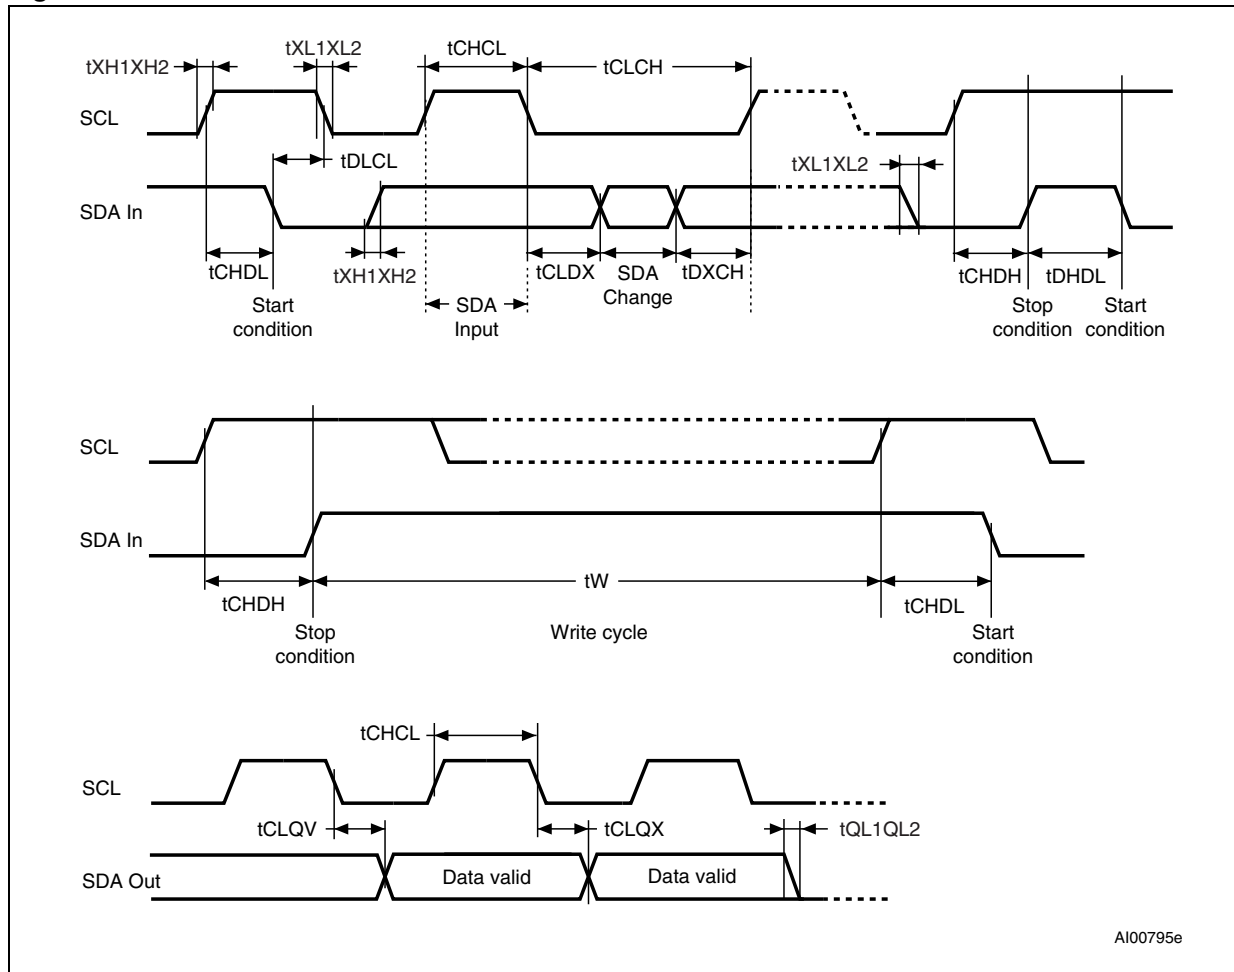 tXL1XL2
tCHCL
tXH1XH2
tCLCH
SCL
tDLCL
tXL1XL2
SDA In
tCHDL
tXH1XH2
tCLDX
SDA
Change
tDXCH
tCHDH
tDHDL
Start
condition
SDA
Input
Stop
condition
Start
condition
SCL
SDA In
tW
tCHDH
tCHDL
Stop
condition
Write cycle
Start
condition
tCHCL
SCL
tCLQV
tCLQX
tQL1QL2
SDA Out
Data valid
Data valid
AI00795e